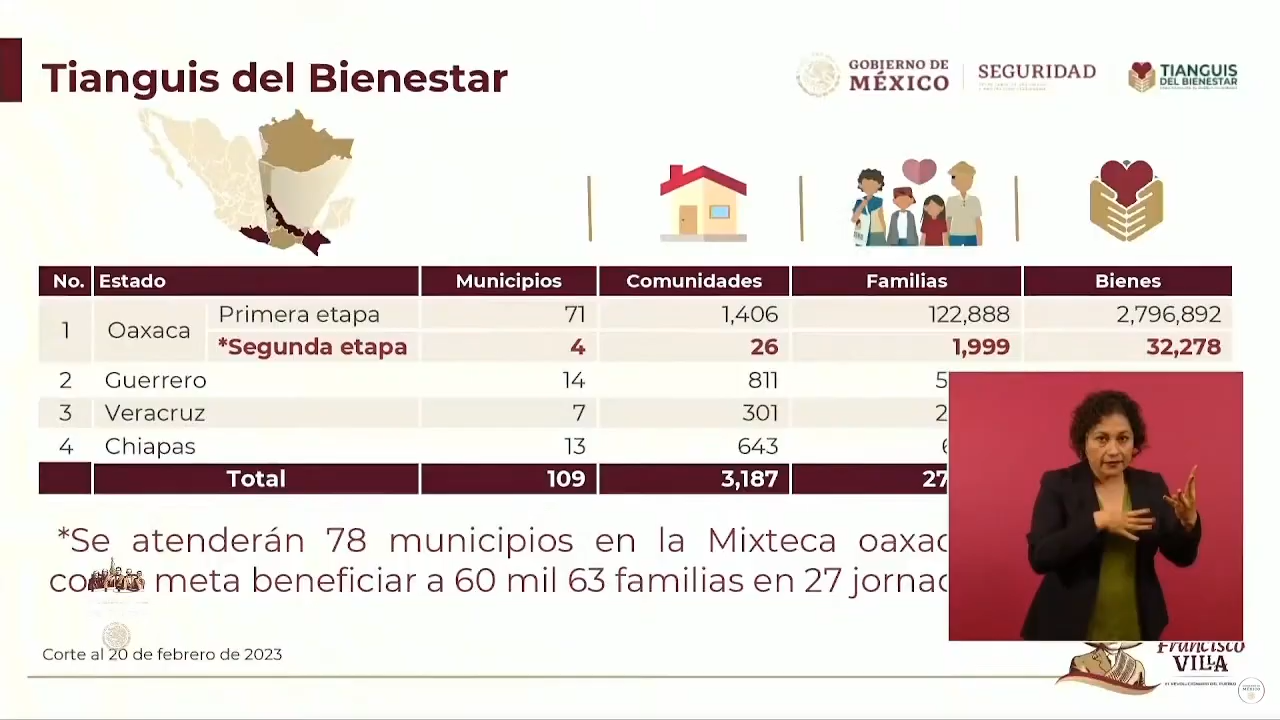 Tianguis del Bienestar
GOBIERNO DE
MÉXICO
SEGURIDAD
TIANGUIS
DEL BIENESTAR
No. Estado Municipios Comunidades Familias Bienes
1 Oaxaca Primera etapa 71 1,406 122,888 2,796,892
*Segunda etapa 4 26 1,999 32,278
2 Guerrero 14 811
3 Veracruz 7 301
4 Chiapas 13 643
Total 109 3,187
*Se atenderán 78 municipios en la Mixteca
meta beneficiar a 60 mil 63 familias en 27
Corte al 20 de febrero de 2023
Francisco
VILLA